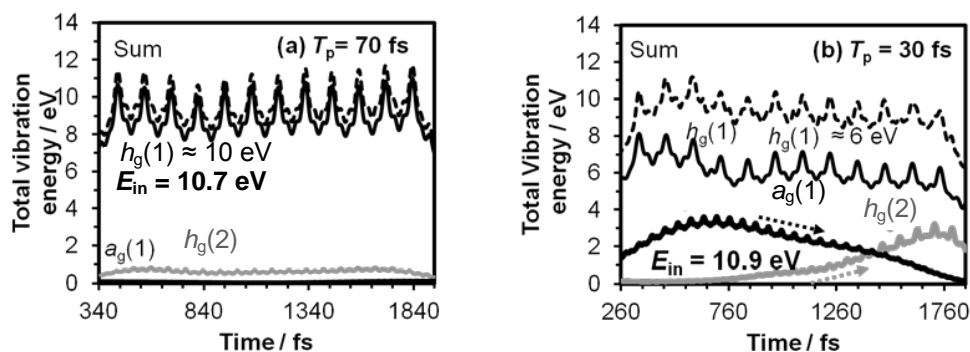 Total vibration
energy / eV
14
12
10
8
6
4
2
0
Sum
(a) Tp= 70 fs
hg(1) ≈ 10 eV
Ein = 10.7 eV
ag(1)
hg(2)
340
840
1340
1840
Time / fs
Total Vibration
energy / eV
14
12
10
8
6
4
2
0
Sum
(b) Tp = 30 fs
hg(1)
hg(1) ≈ 6 eV
ag(1)
hg(2)
Ein = 10.9 eV
260
760
1260
1760
Time / fs